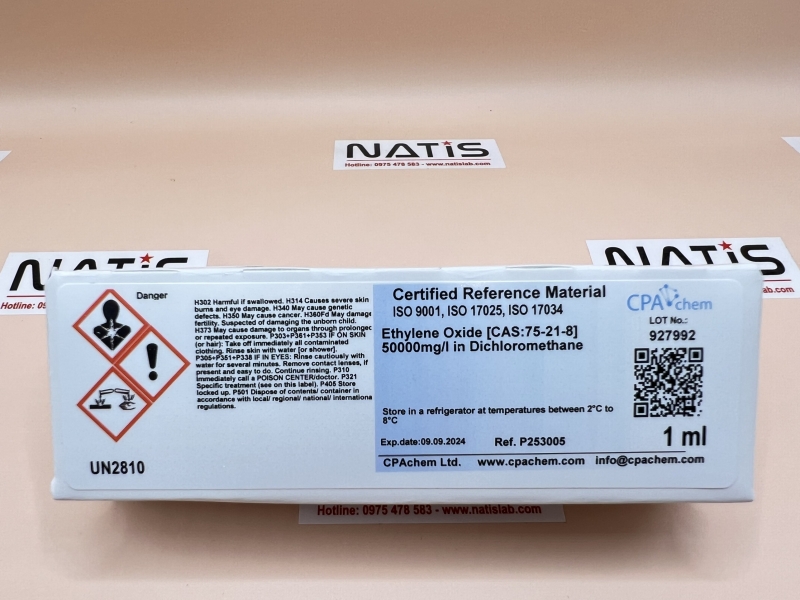 NATIS
Hotline: 0975 478 583 - www.natislab.com
NATIS
Hotline: 0
NATIS
Danger
H302 Harmful if swallowed. H314 Causes severe skin
burns and eye damage. H340 May cause genetic
defects. H350 May cause cancer. H360Fd May damage
fertility. Suspected of damaging the unborn child.
H373 May cause damage to organs through prolonged
or repeated exposure. P303+P361+P353 IF ON SKIN
(or hair): Take off immediately all contaminated
clothing. Rinse skin with water [or shower].
P305+P351+P338 IF IN EYES: Rinse cautiously with
water for several minutes. Remove contact lenses, if
present and easy to do. Continue rinsing. P310
Immediately call a POISON CENTER/doctor. P321
Specific treatment (see on this label). P405 Store
locked up. P501 Dispose of contents/ container in
accordance with local/ regional/ national/ internationa
regulations.
UN2810
Certified Reference Material
ISO 9001, ISO 17025, ISO 17034
Ethylene Oxide [CAS:75-21-8]
50000mg/l in Dichloromethane
Store in a refrigerator at temperatures between 2°C to
8°C
Exp.date:09.09.2024 Ref. P253005
CPAchem Ltd. www.cpachem.com info@cpachem.com
CPAchem
LOT No.:
927992
1 ml
Hotline: 0975 478 583 - www.natislab.com